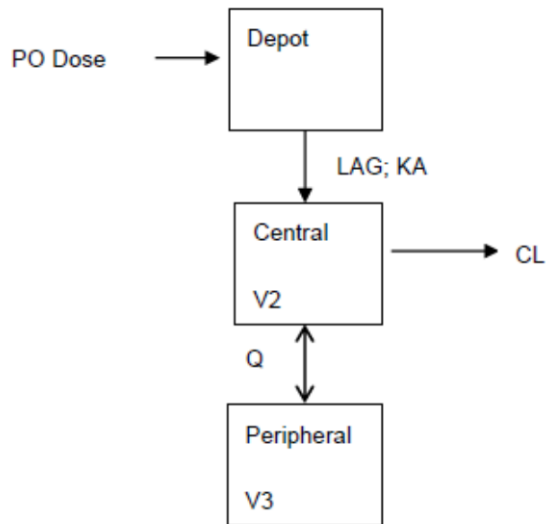 Depot
PO Dose
LAG; KA
Central
CL
V2
Q
Peripheral
V3